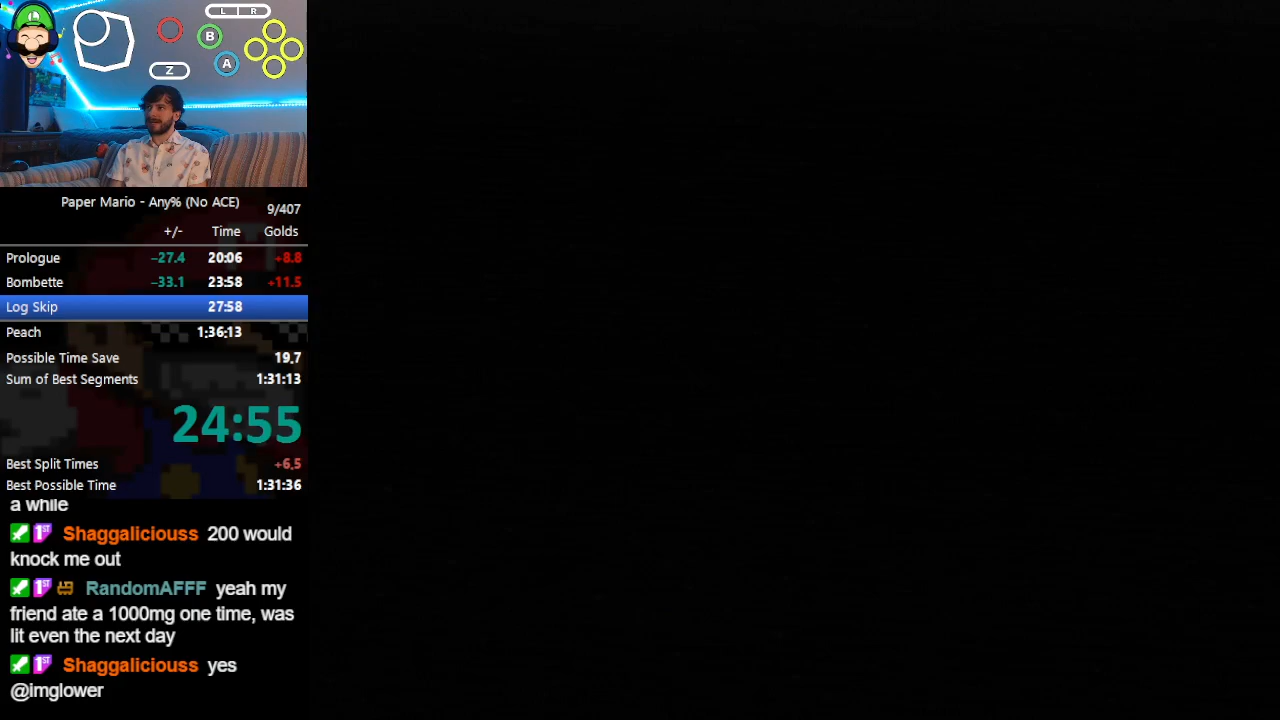 L R
B
Z
A
Paper Mario - Any% (No ACE)
9/407
+/- Time Golds
Prologue −27.4 20:06 +8.8
Bombette −33.1 23:58 +11.5
Log Skip 27:58
Peach 1:36:13
Possible Time Save 19.7
Sum of Best Segments 1:31:13
24:55
Best Split Times +6.5
Best Possible Time 1:31:36
a while
1ST Shaggaliciouss 200 would
knock me out
1ST RandomAFFF yeah my
friend ate a 1000mg one time, was
lit even the next day
1ST Shaggaliciouss yes
@imglower